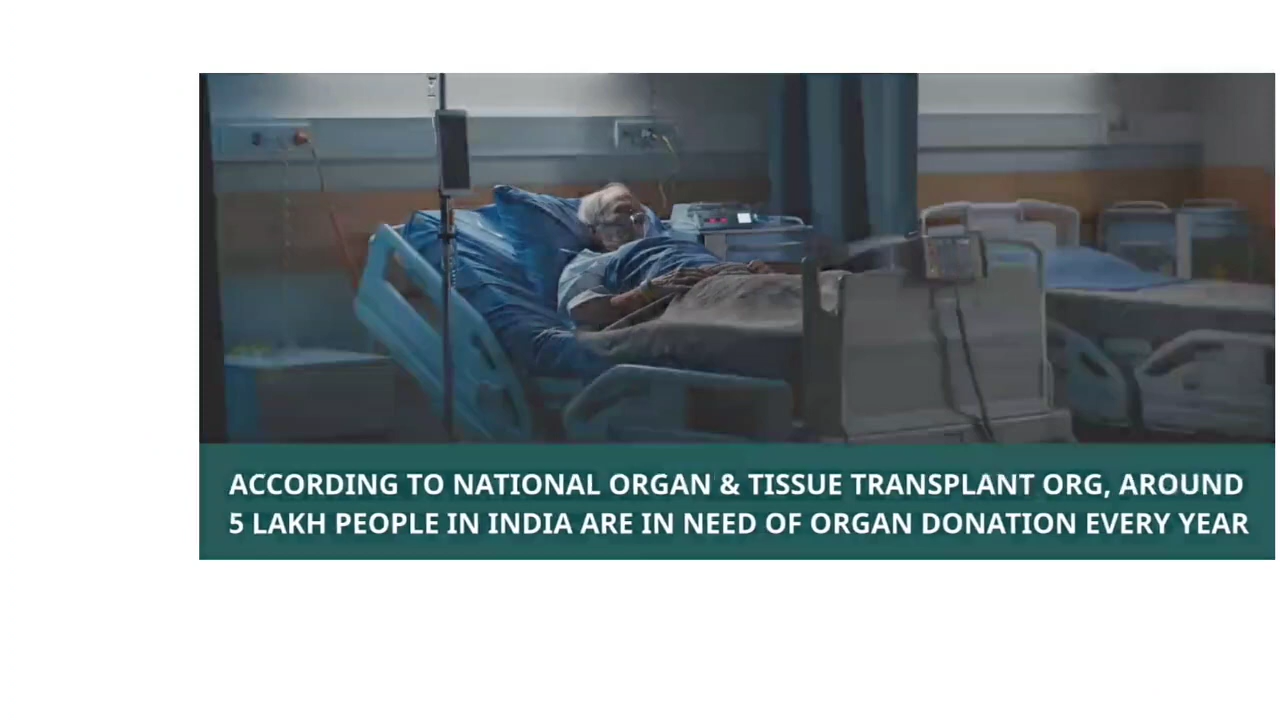 ACCORDING TO NATIONAL ORGAN & TISSUE TRANSPLANT ORG, AROUND
5 LAKH PEOPLE IN INDIA ARE IN NEED OF ORGAN DONATION EVERY YEAR